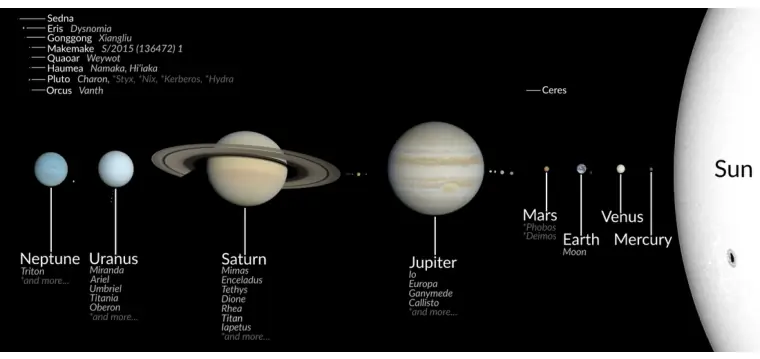 Sedna
Eris Dysnomia
Gonggong Xiangliu
Makemake S/2015 (136472) 1
Quaoar Weywot
Haumea Namaka, Hi'iaka
Pluto Charon, *Styx, *Nix, *Kerberos, *Hydra
Orcus Vanth
Ceres
Sun
Neptune
Triton
*and more...
Uranus
Miranda
Ariel
Umbriel
Titania
Oberon
*and more...
Saturn
Mimas
Enceladus
Tethys
Dione
Rhea
Titan
Iapetus
*and more...
Jupiter
Io
Europa
Ganymede
Callisto
*and more...
Mars
*Phobos
*Deimos
Earth
Moon
Venus
Mercury